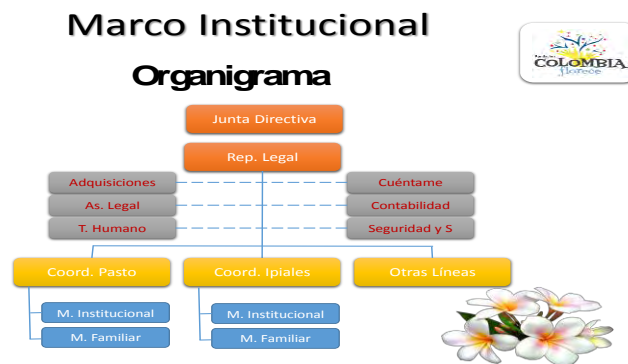 Marco Institucional
Organigrama
COLOMBIA
florece
Junta Directiva
Rep. Legal
Adquisiciones
Cuéntame
As. Legal
Contabilidad
T. Humano
Seguridad y S
Coord. Pasto
Coord. Ipiales
Otras Líneas
M. Institucional
M. Institucional
M. Familiar
M. Familiar